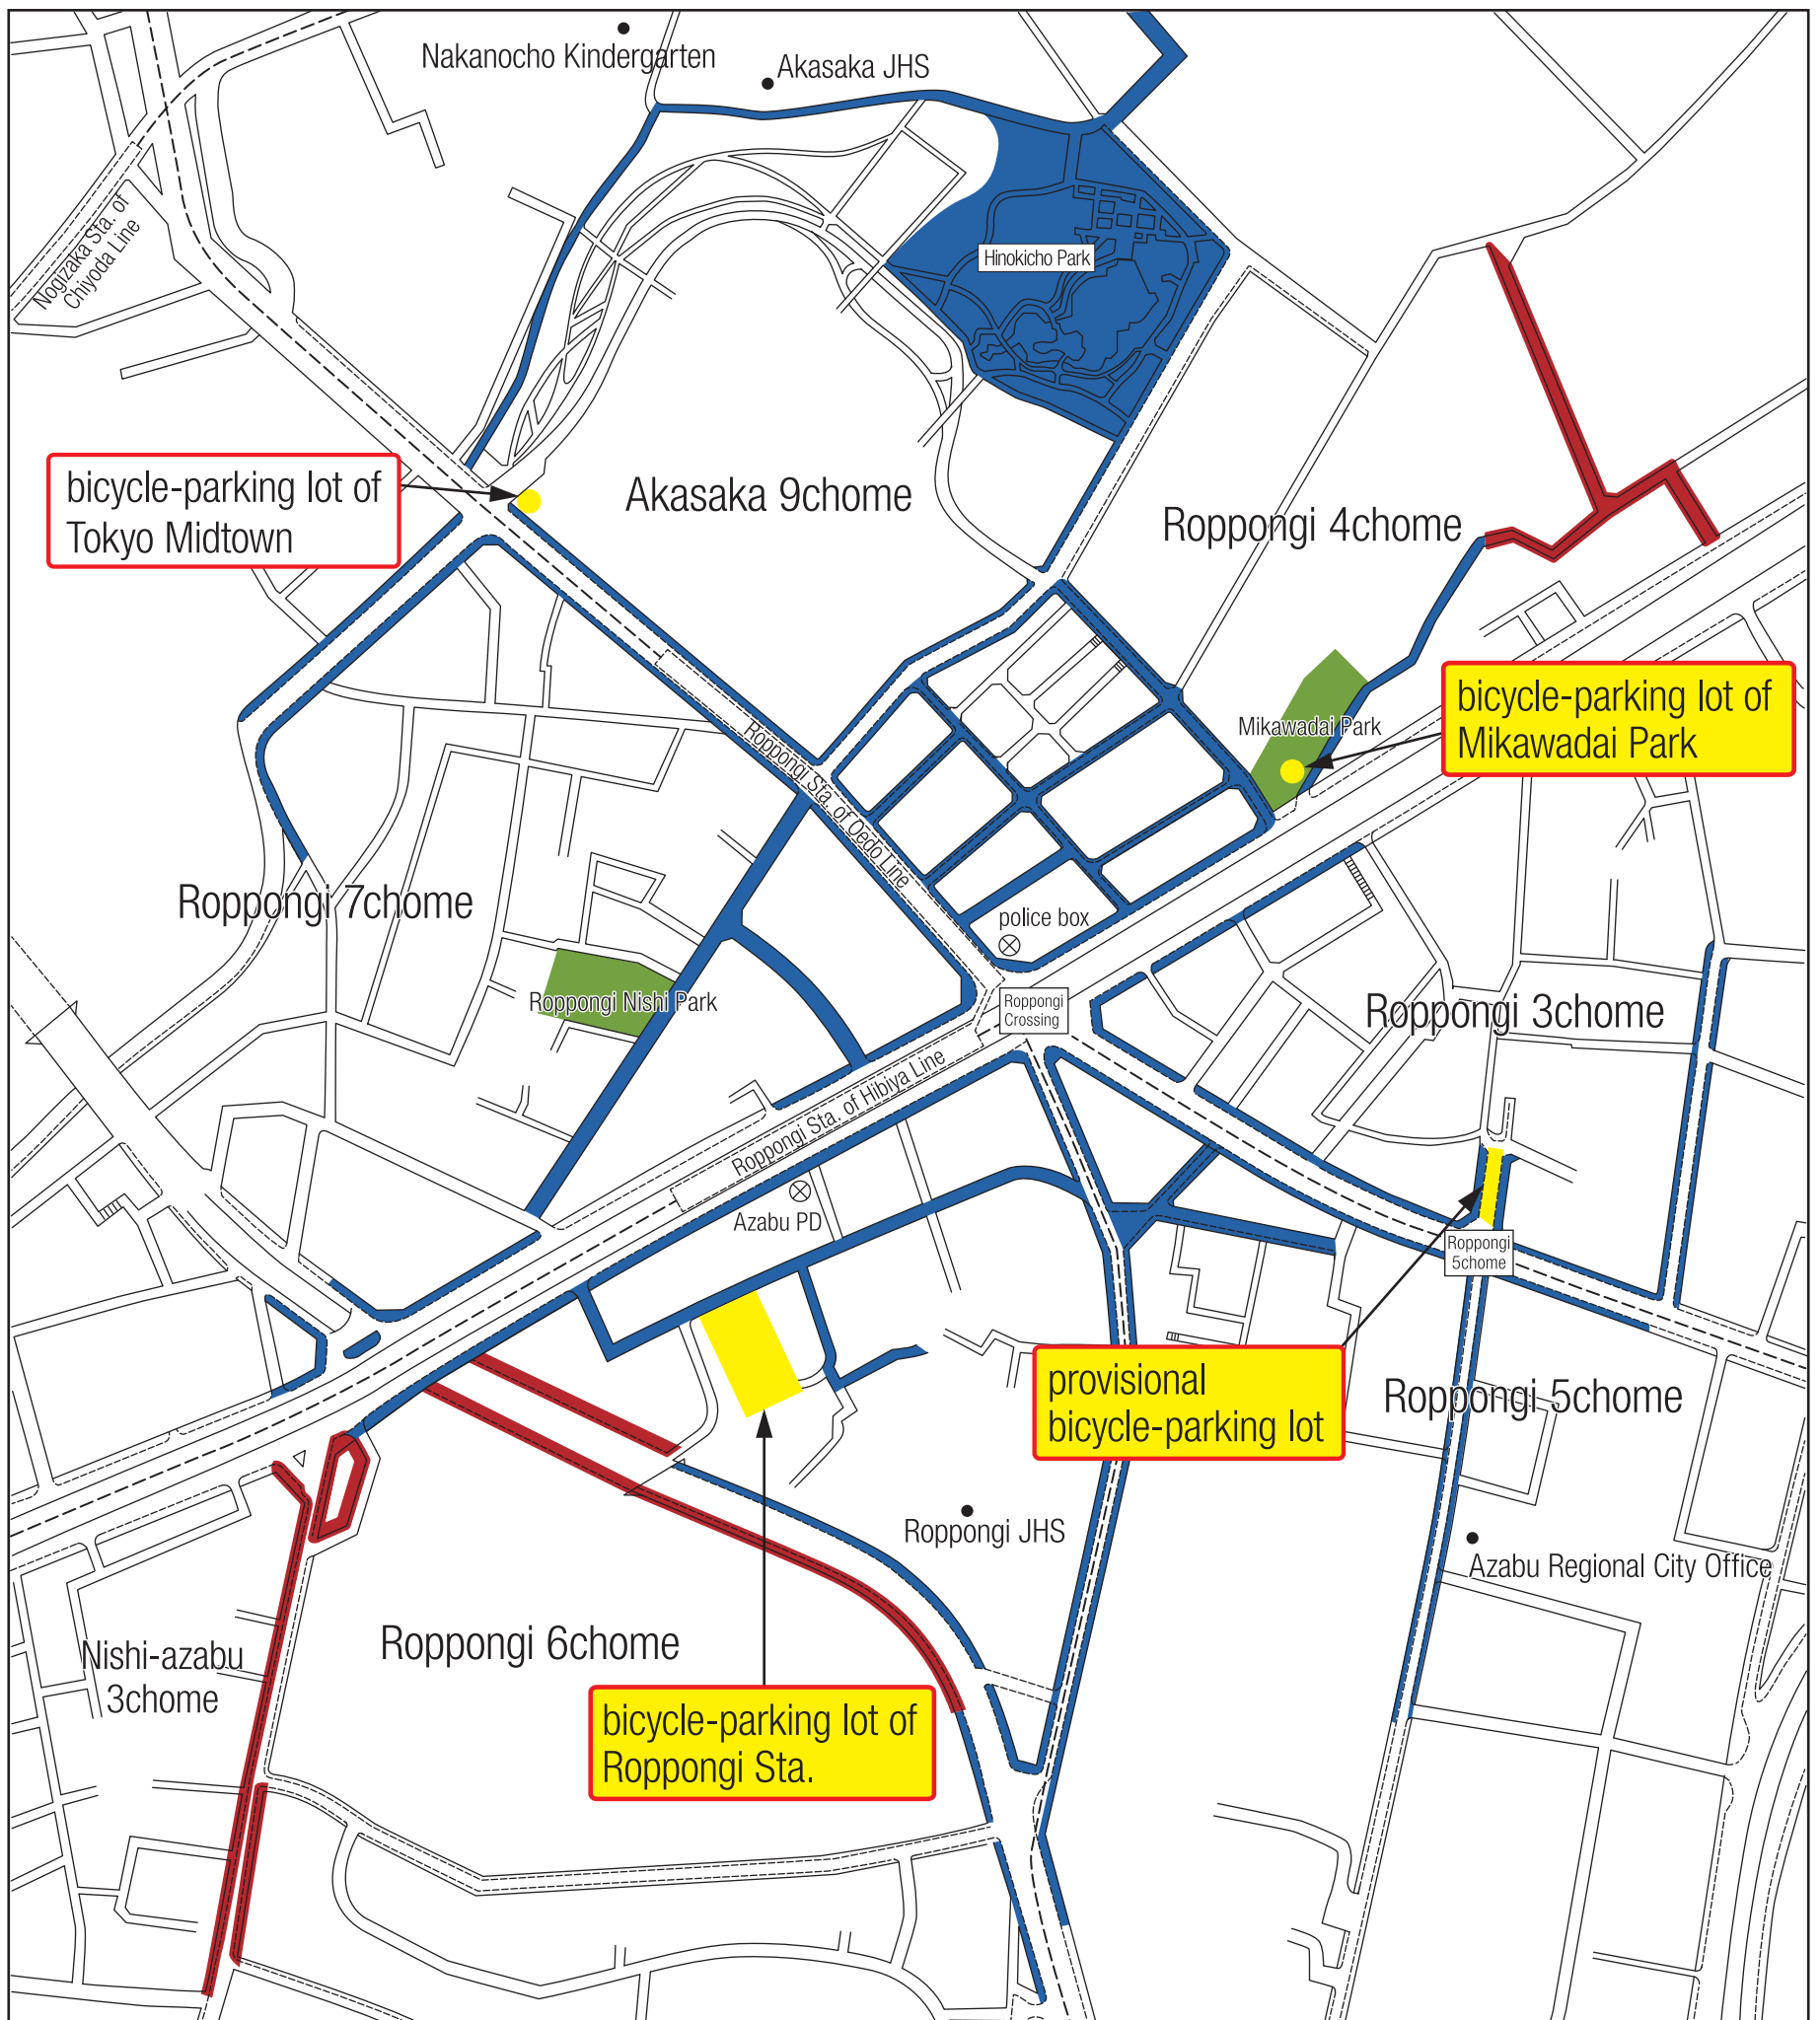 Nakanocho Kindergarten
Akasaka JHS
Nogizaka Sta. of
Chiyoda Line
Hinokicho Park
bicycle-parking lot of
Tokyo Midtown
Akasaka 9chome
Roppongi 4chome
bicycle-parking lot of
Mikawadai Park
Mikawadai Park
Roppongi Sta. of Oedo Line
Roppongi 7chome
police box
Roppongi Nishi Park
Roppongi
Crossing
Roppongi 3chome
Roppongi Sta. of Hibiya Line
Azabu PD
Roppongi
5chome
provisional
bicycle-parking lot
Roppongi 5chome
Roppongi JHS
Azabu Regional City Office
Roppongi 6chome
Nishi-azabu
3chome
bicycle-parking lot of
Roppongi Sta.